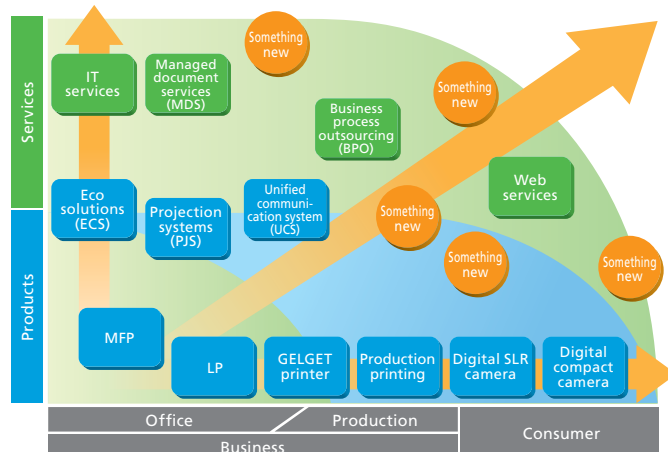 Services
Products
Something
new
IT
services
Managed
document
services
(MDS)
Something
new
Business
process
outsourcing
(BPO)
Web
services
Eco
solutions
(ECS)
Projection
systems
(PJS)
Unified
communi-
cation system
(UCS)
Something
new
Something
new
Something
new
MFP
LP
GELGET
printer
Production
printing
Digital SLR
camera
Digital
compact
camera
Office
Production
Business
Consumer